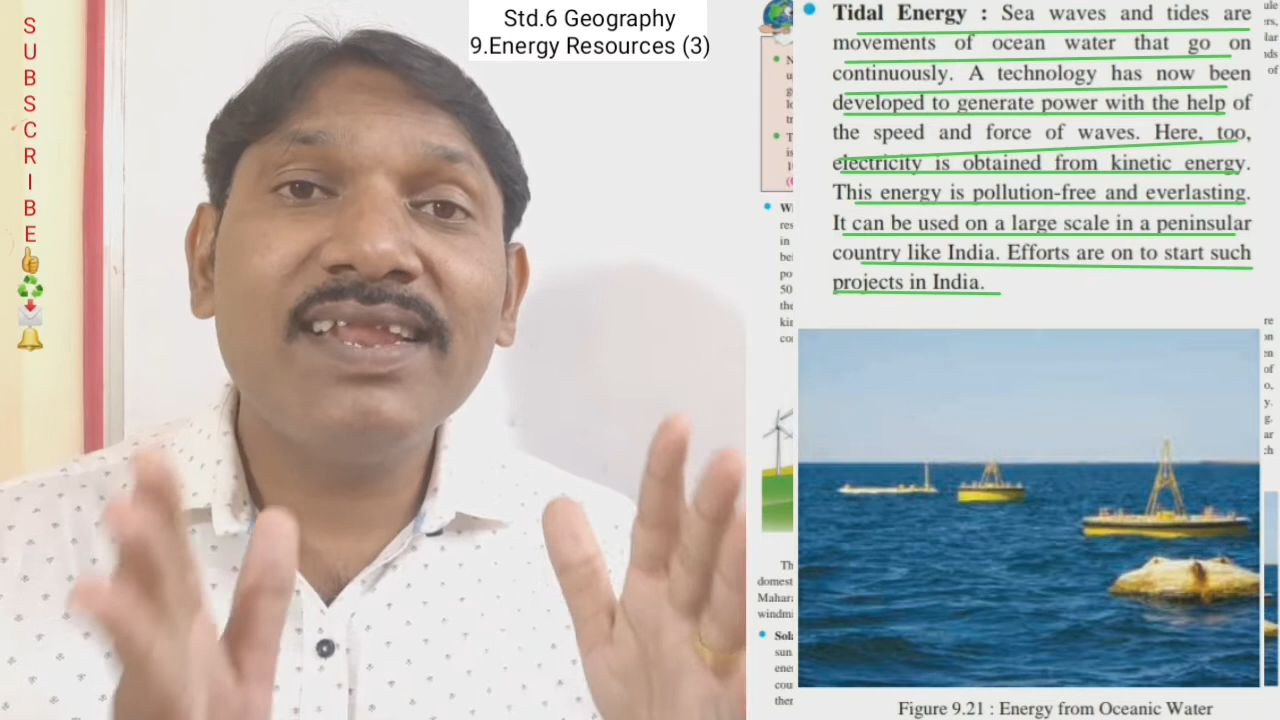 SUBSCRIBE
Std.6 Geography
9.Energy Resources (3)
Tidal Energy : Sea waves and tides are
movements of ocean water that go on
continuously. A technology has now been
developed to generate power with the help of
the speed and force of waves. Here, too,
electricity is obtained from kinetic energy.
This energy is pollution-free and everlasting.
It can be used on a large scale in a peninsular
country like India. Efforts are on to start such
projects in India.
Figure 9.21 : Energy from Oceanic Water